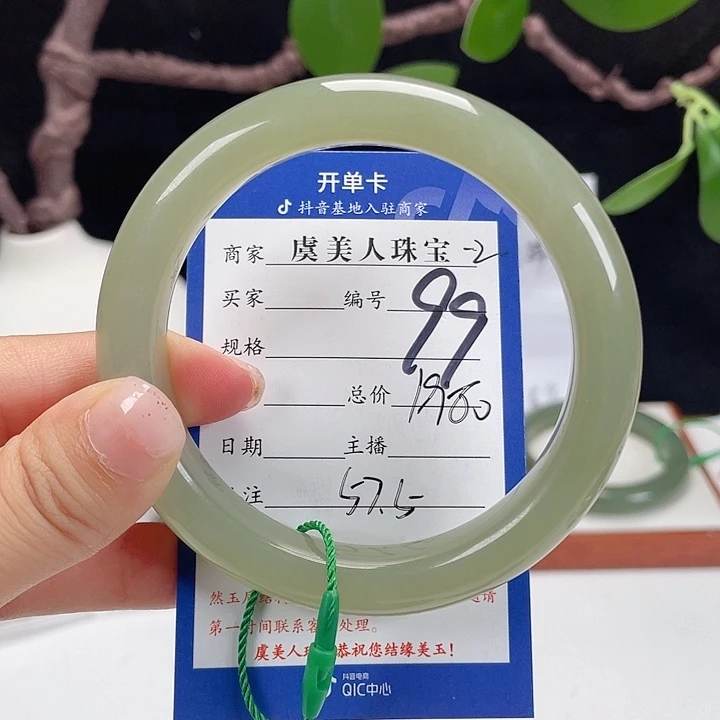 开单卡
抖音基地入驻商家
商家 虞美人珠宝-2
买家 编号 99
规格
总价
日期 主播
注 57.5
第一时间联系客 处理。
虞美人珠 恭祝您结缘美玉!
抖音电商
QIC中心